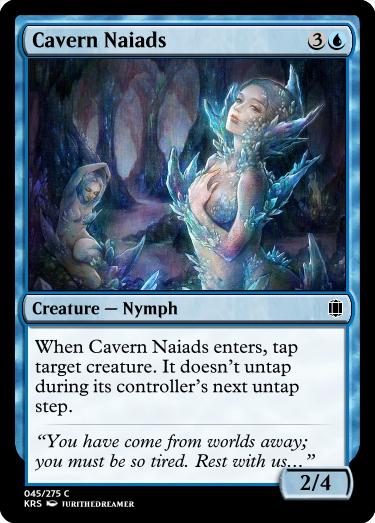 Cavern Naiads 3
Creature — Nymph
When Cavern Naiads enters, tap
target creature. It doesn't untap
during its controller's next untap
step.
“You have come from worlds away;
you must be so tired. Rest with us…”
2/4
045/275 C
KRS JURITHEDREAMER